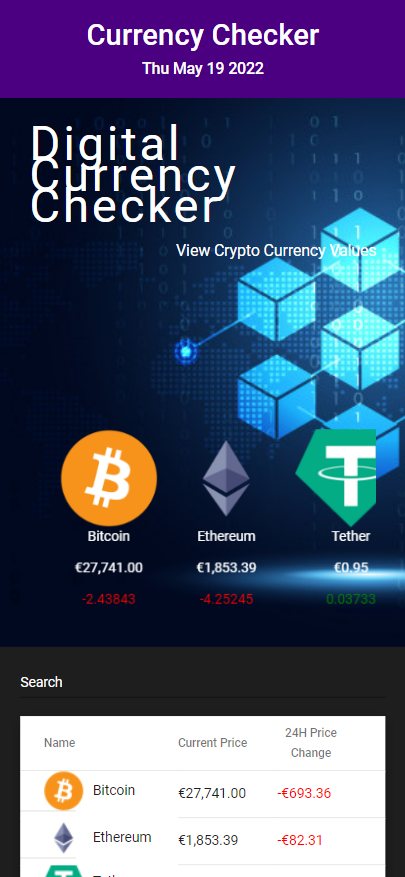 Currency Checker
Thu May 19 2022
Digital
Currency
Checker
View Crypto Currency Values
Bitcoin Ethereum Tether
€27,741.00 €1,853.39 €0.95
-2.43843 -4.25245 0.03733
Search
Name Current Price 24H Price
Change
Bitcoin €27,741.00 -€693.36
Ethereum €1,853.39 -€82.31